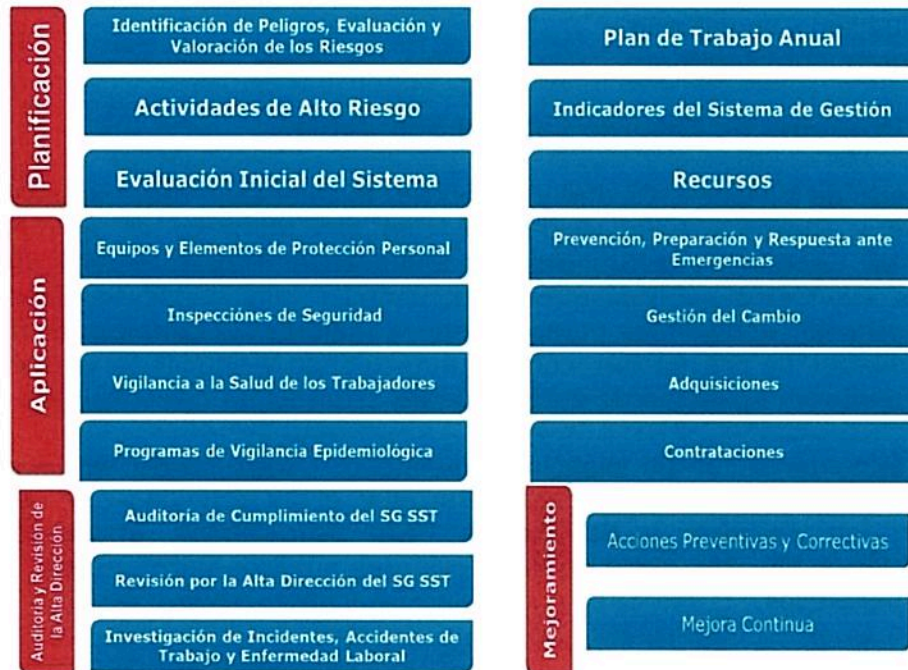 Planificación
Identificación de Peligros, Evaluación y
Valoración de los Riesgos
Actividades de Alto Riesgo
Evaluación Inicial del Sistema
Plan de Trabajo Anual
Indicadores del Sistema de Gestión
Recursos
Aplicación
Equipos y Elementos de Protección Personal
Inspecciónes de Seguridad
Vigilancia a la Salud de los Trabajadores
Programas de Vigilancia Epidemiológica
Prevención, Preparación y Respuesta ante
Emergencias
Gestión del Cambio
Adquisiciones
Contrataciones
Auditoría y Revisión de
la Alta Dirección
Auditoría de Cumplimiento del SG SST
Revisión por la Alta Dirección del SG SST
Investigación de Incidentes, Accidentes de
Trabajo y Enfermedad Laboral
Mejoramiento
Acciones Preventivas y Correctivas
Mejora Continua